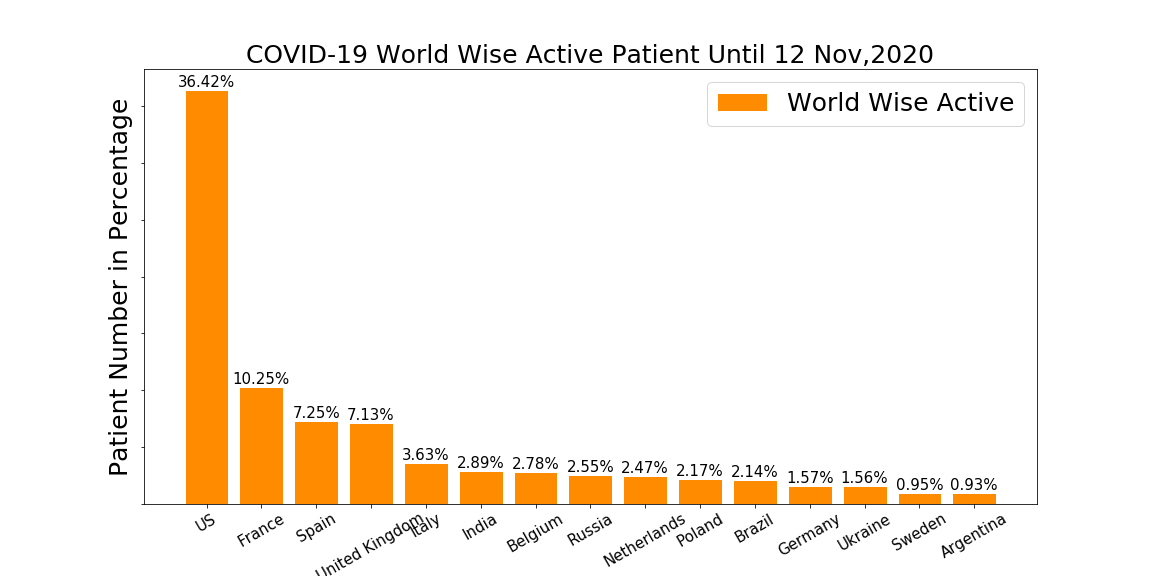 COVID-19 World Wise Active Patient Until 12 Nov,2020
Patient Number in Percentage
World Wise Active
36.42%
10.25%
7.25%
7.13%
3.63%
2.89%
2.78%
2.55%
2.47%
2.17%
2.14%
1.57%
1.56%
0.95%
0.93%
US
France
Spain
United Kingdom
Italy
India
Belgium
Russia
Netherlands
Poland
Brazil
Germany
Ukraine
Sweden
Argentina